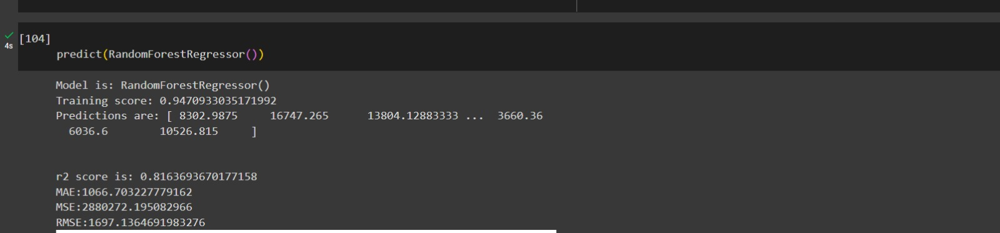 [104]
4s
predict(RandomForestRegressor())
Model is: RandomForestRegressor()
Training score: 0.9470933035171992
Predictions are: [ 8302.9875 16747.265 13804.12883333 ... 3660.36
6036.6 10526.815 ]
r2 score is: 0.8163693670177158
MAE:1066.703227779162
MSE:2880272.195082966
RMSE:1697.1364691983276